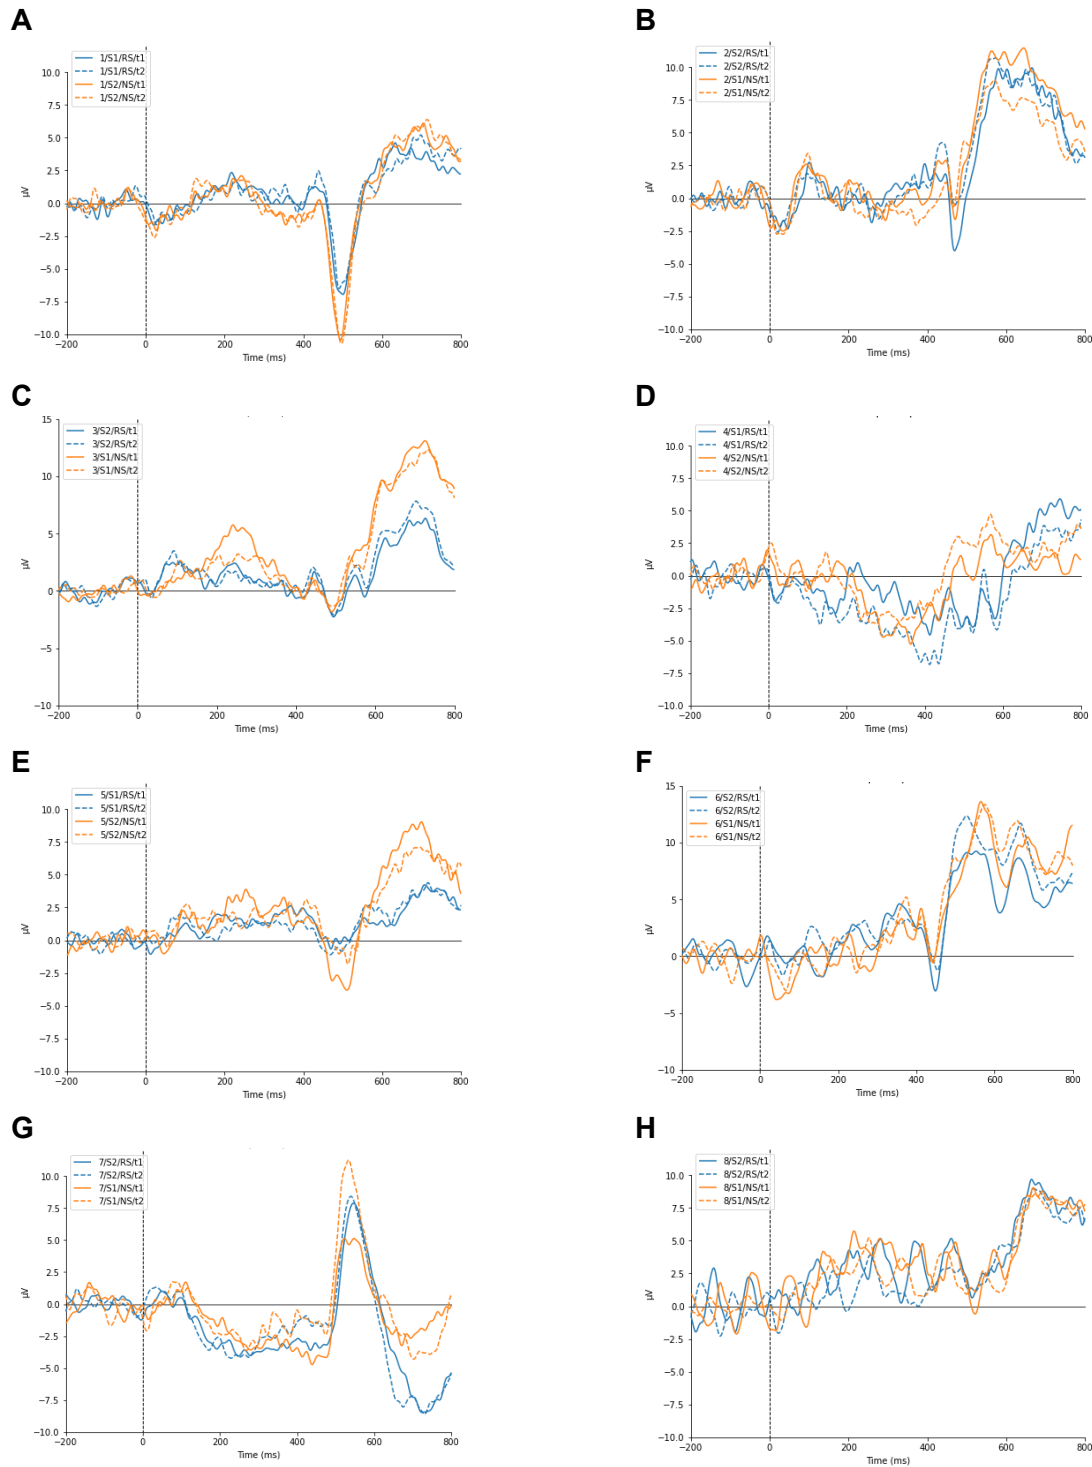 A
1/S1/RS/t1
1/S1/RS/t2
1/S2/NS/t1
1/S2/NS/t2
10.0
7.5
5.0
2.5
0.0
−2.5
−5.0
−7.5
−10.0
µV
−200 0 200 400 600 800
Time (ms)
B
2/S2/RS/t1
2/S2/RS/t2
2/S1/NS/t1
2/S1/NS/t2
10.0
7.5
5.0
2.5
0.0
−2.5
−5.0
−7.5
−10.0
µV
−200 0 200 400 600 800
Time (ms)
C
3/S2/RS/t1
3/S2/RS/t2
3/S1/NS/t1
3/S1/NS/t2
15
10
5
0
−5
−10
µV
−200 0 200 400 600 800
Time (ms)
D
4/S1/RS/t1
4/S1/RS/t2
4/S2/NS/t1
4/S2/NS/t2
10.0
7.5
5.0
2.5
0.0
−2.5
−5.0
−7.5
−10.0
µV
−200 0 200 400 600 800
Time (ms)
E
5/S1/RS/t1
5/S1/RS/t2
5/S2/NS/t1
5/S2/NS/t2
10.0
7.5
5.0
2.5
0.0
−2.5
−5.0
−7.5
−10.0
µV
−200 0 200 400 600 800
Time (ms)
F
6/S2/RS/t1
6/S2/RS/t2
6/S1/NS/t1
6/S1/NS/t2
15
10
5
0
−5
−10
µV
−200 0 200 400 600 800
Time (ms)
G
7/S2/RS/t1
7/S2/RS/t2
7/S1/NS/t1
7/S1/NS/t2
10.0
7.5
5.0
2.5
0.0
−2.5
−5.0
−7.5
−10.0
µV
−200 0 200 400 600 800
Time (ms)
H
8/S2/RS/t1
8/S2/RS/t2
8/S1/NS/t1
8/S1/NS/t2
10.0
7.5
5.0
2.5
0.0
−2.5
−5.0
−7.5
−10.0
µV
−200 0 200 400 600 800
Time (ms)